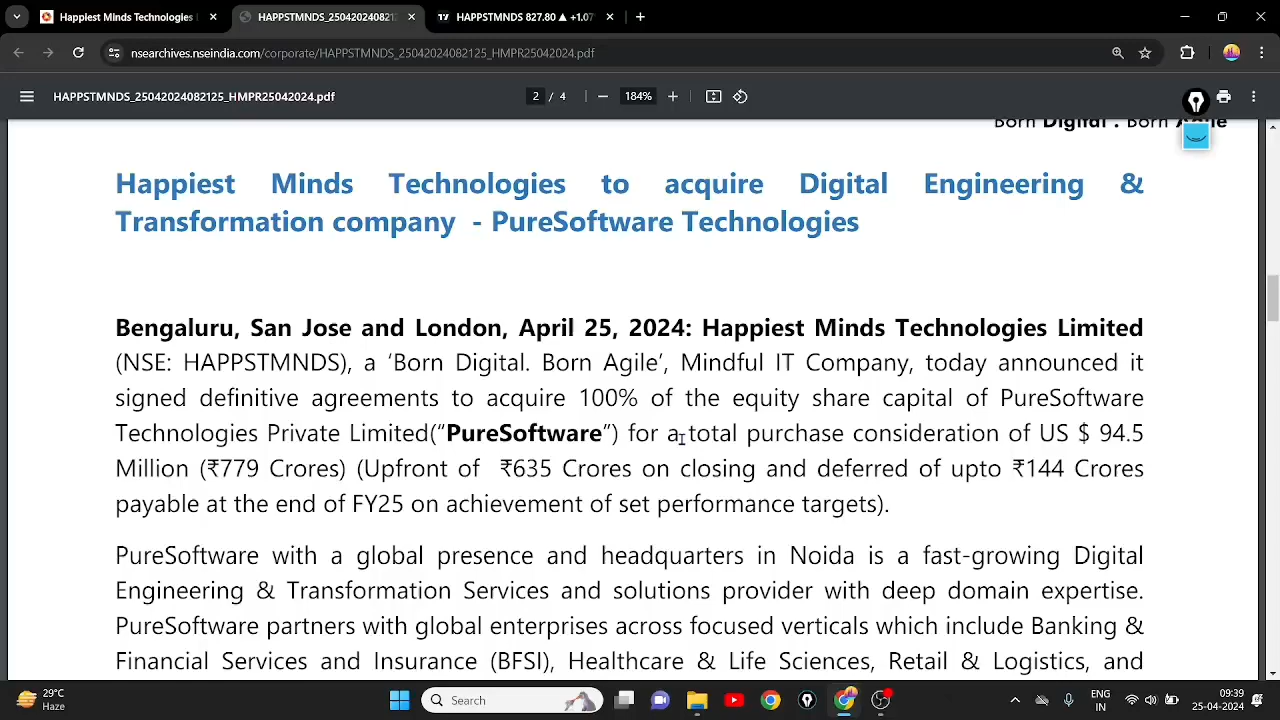 Happiest Minds Technologies
HAPPSTMNDS_2504202408212
HAPPSTMNDS 827.80 ▲ +1.07
nsearchives.nseindia.com/corporate/HAPPSTMNDS_25042024082125_HMPR25042024.pdf
HAPPSTMNDS_25042024082125_HMPR25042024.pdf
2 / 4
184%
Born Digital . Born Agile
Happiest Minds Technologies to acquire Digital Engineering &
Transformation company - PureSoftware Technologies
Bengaluru, San Jose and London, April 25, 2024: Happiest Minds Technologies Limited
(NSE: HAPPSTMNDS), a ‘Born Digital. Born Agile’, Mindful IT Company, today announced it
signed definitive agreements to acquire 100% of the equity share capital of PureSoftware
Technologies Private Limited(“PureSoftware”) for a total purchase consideration of US $ 94.5
Million (₹779 Crores) (Upfront of ₹635 Crores on closing and deferred of upto ₹144 Crores
payable at the end of FY25 on achievement of set performance targets).
PureSoftware with a global presence and headquarters in Noida is a fast-growing Digital
Engineering & Transformation Services and solutions provider with deep domain expertise.
PureSoftware partners with global enterprises across focused verticals which include Banking &
Financial Services and Insurance (BFSI), Healthcare & Life Sciences, Retail & Logistics, and
29°C
Haze
Search
ENG
IN
09:39
25-04-2024